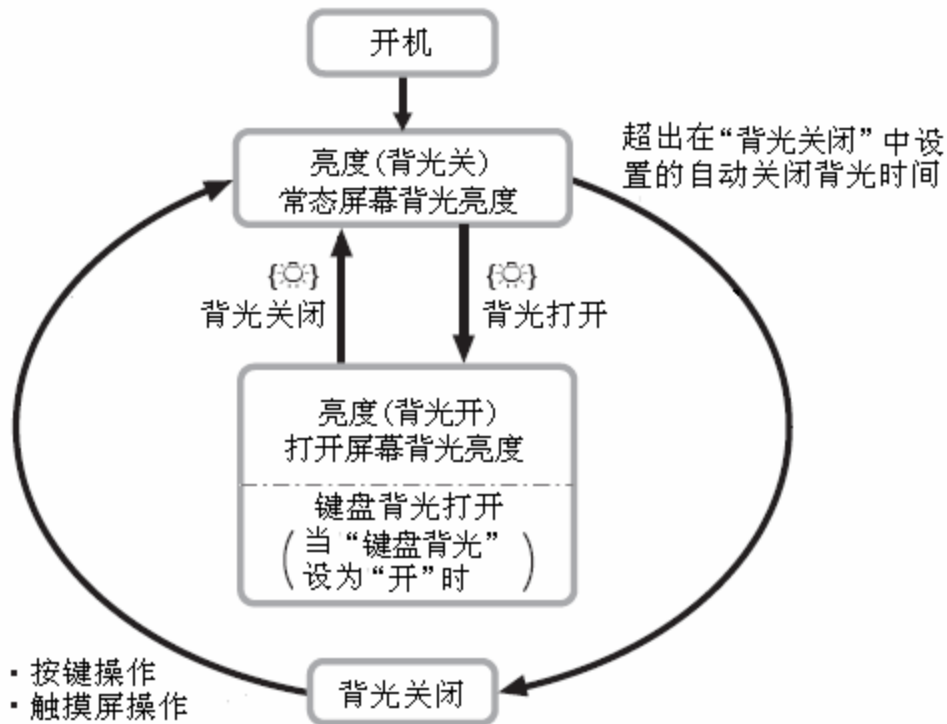 开机
亮度(背光关)
常态屏幕背光亮度
超出在“背光关闭”中设
置的自动关闭背光时间
{☼}
背光关闭
{☼}
背光打开
亮度(背光开)
打开屏幕背光亮度
键盘背光打开
(当“键盘背光”
设为“开”时)
·按键操作
·触摸屏操作
背光关闭